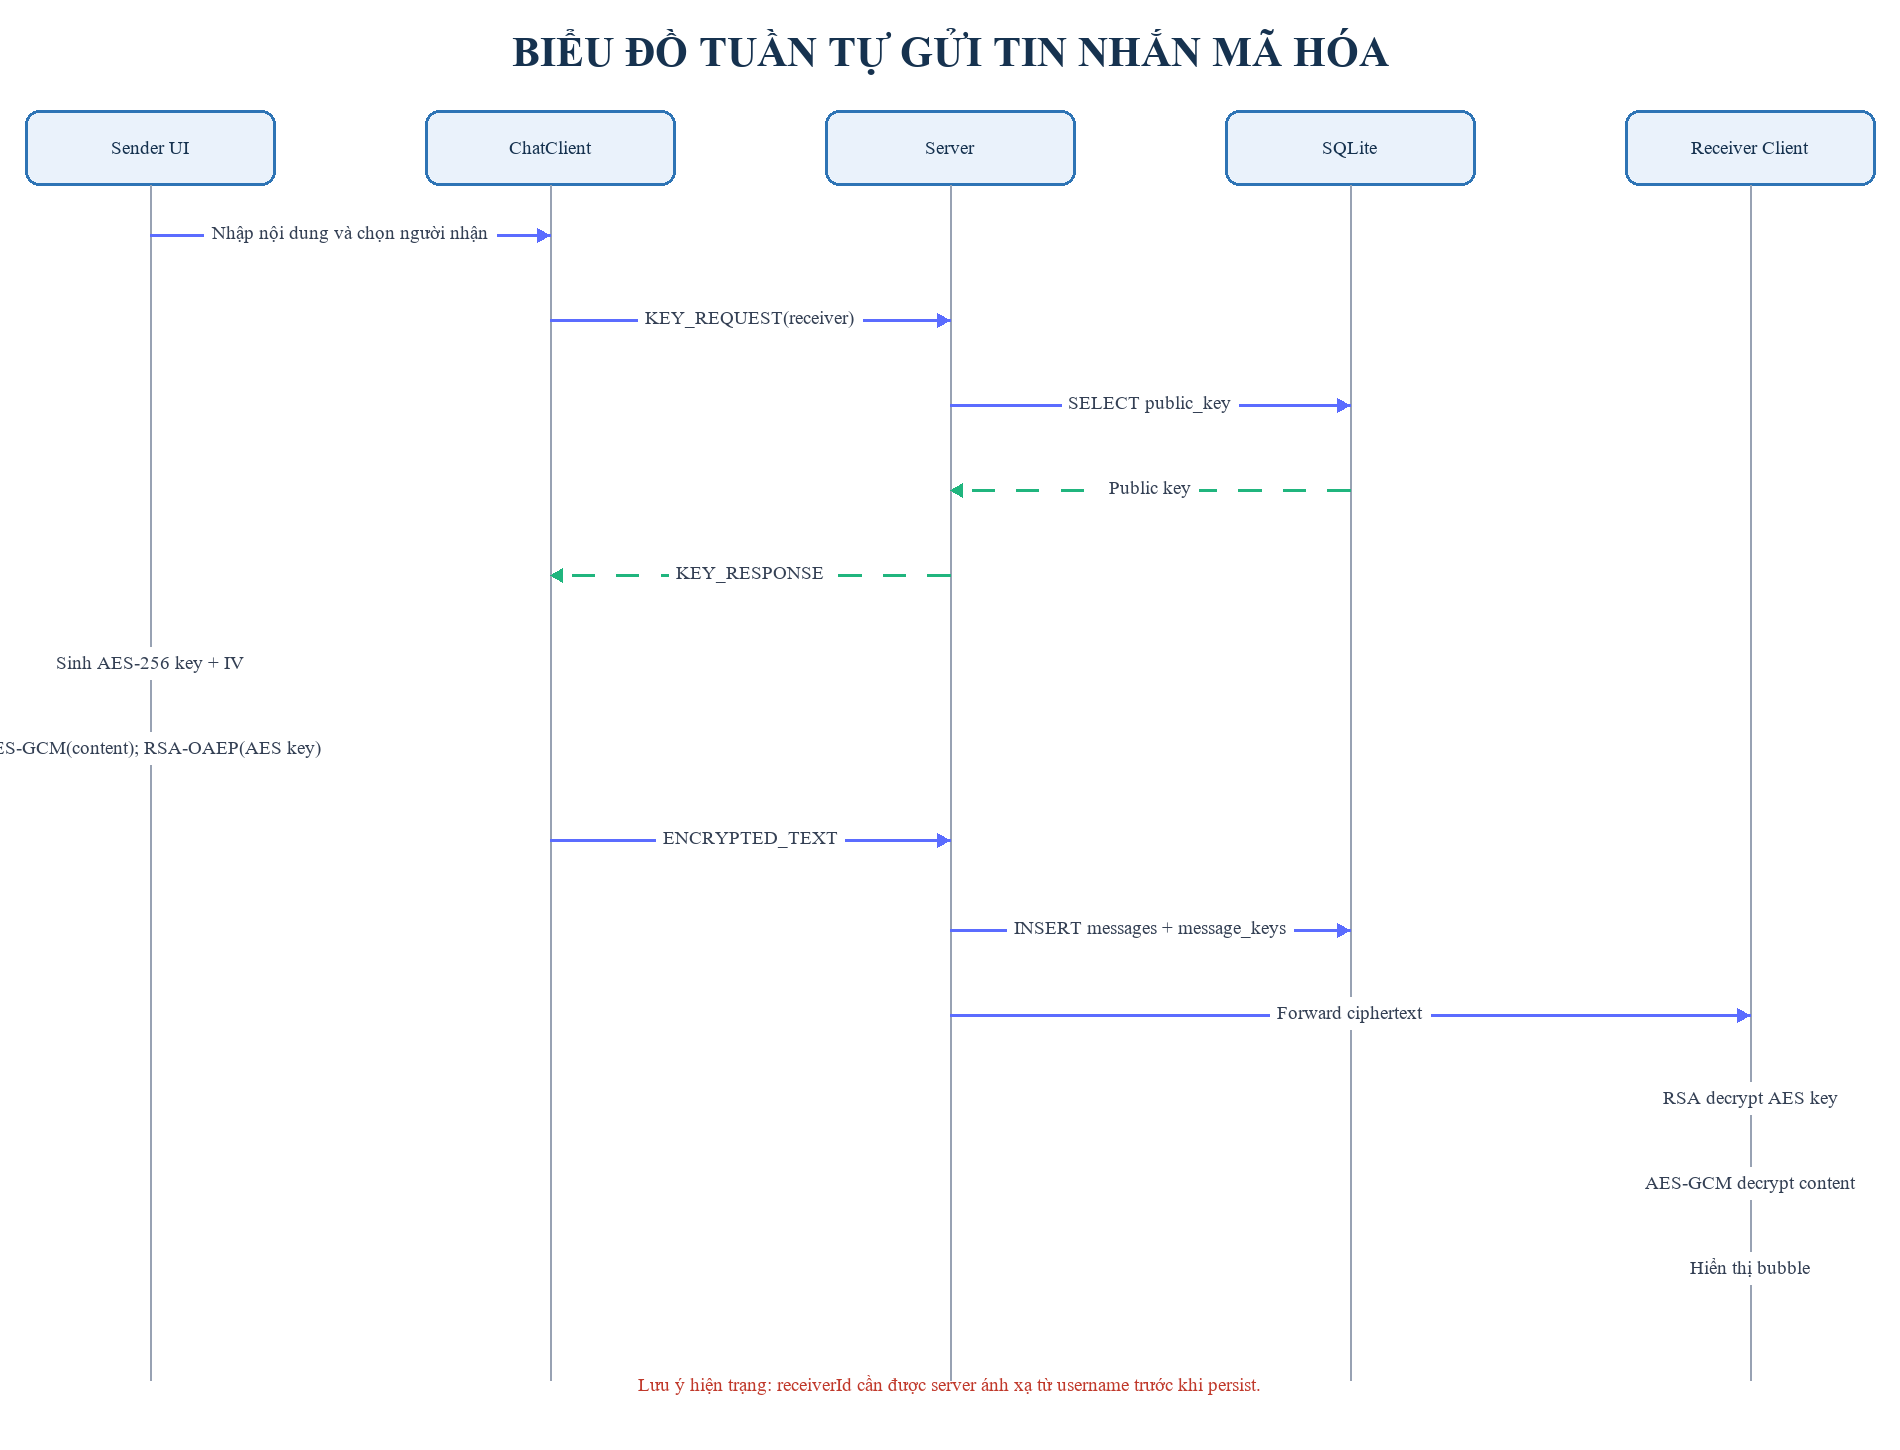 BIỂU ĐỒ TUẦN TỰ GỬI TIN NHẮN MÃ HÓA
Sender UI
ChatClient
Server
SQLite
Receiver Client
Nhập nội dung và chọn người nhận
KEY_REQUEST(receiver)
SELECT public_key
Public key
KEY_RESPONSE
Sinh AES-256 key + IV
ES-GCM(content); RSA-OAEP(AES key)
ENCRYPTED_TEXT
INSERT messages + message_keys
Forward ciphertext
RSA decrypt AES key
AES-GCM decrypt content
Hiển thị bubble
Lưu ý hiện trạng: receiverId cần được server ánh xạ từ username trước khi persist.